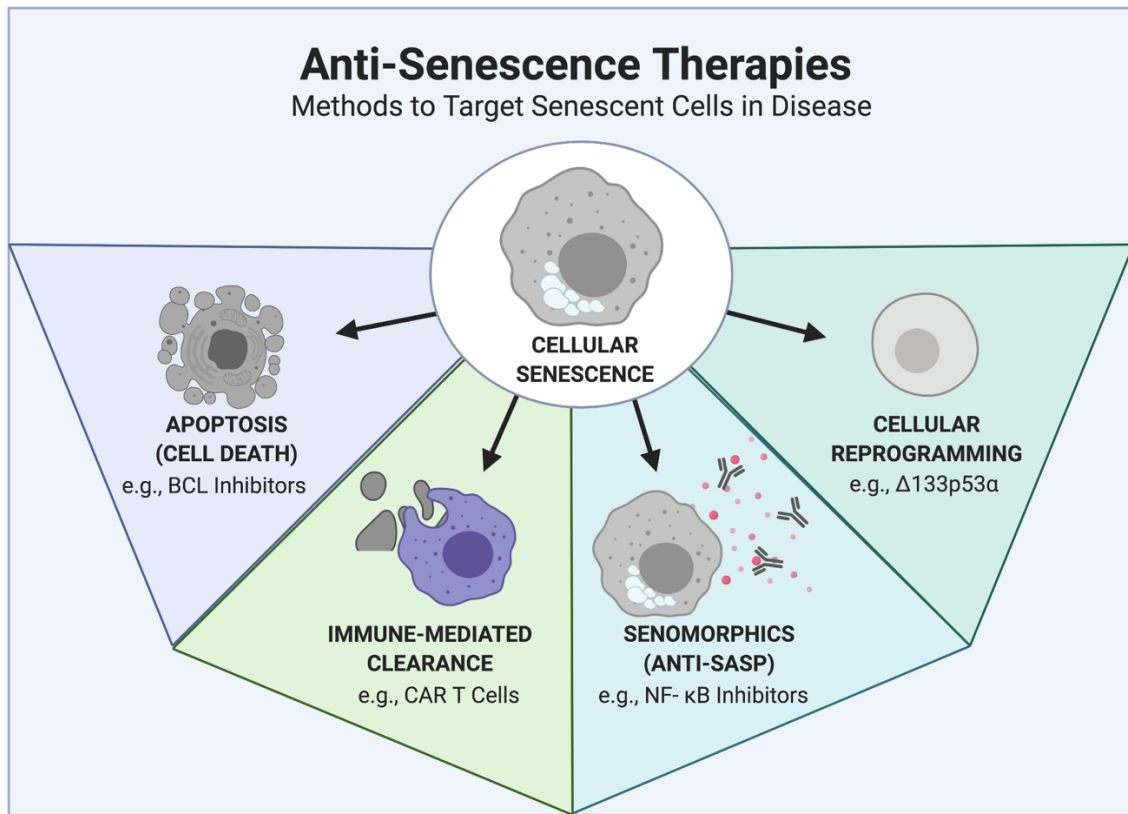 Anti-Senescence Therapies
Methods to Target Senescent Cells in Disease
CELLULAR
SENESCENCE
APOPTOSIS
(CELL DEATH)
e.g., BCL Inhibitors
IMMUNE-MEDIATED
CLEARANCE
e.g., CAR T Cells
SENOMORPHICS
(ANTI-SASP)
e.g., NF- κB Inhibitors
CELLULAR
REPROGRAMMING
e.g., Δ133p53α